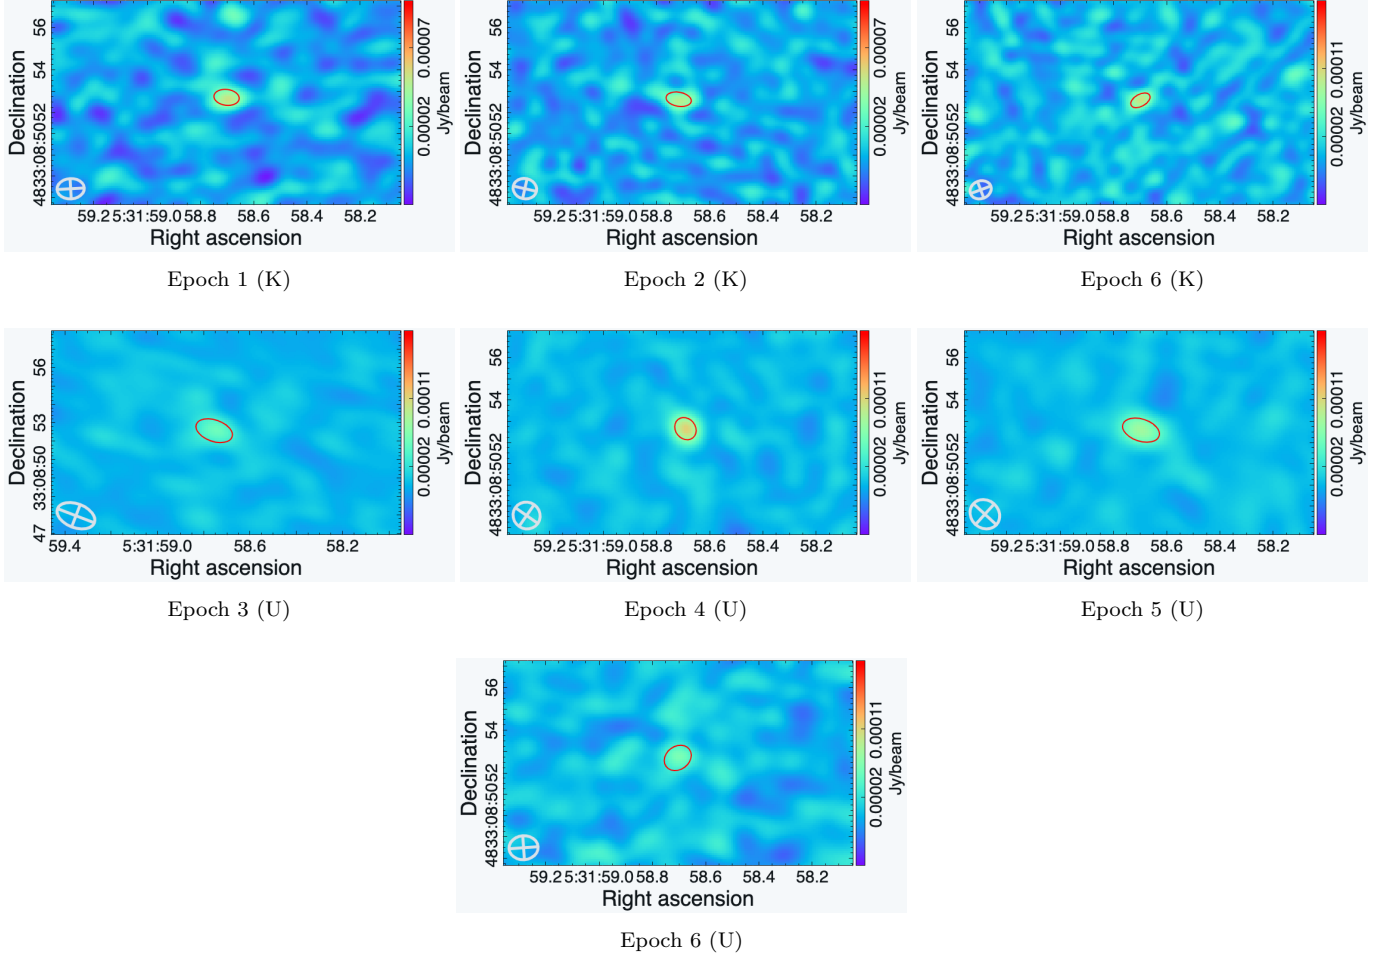 Declination
56
54
4833:08:5052
59.2 5:31:59.0 58.8 58.6 58.4 58.2
Right ascension
0.00002 0.00007
Jy/beam
Epoch 1 (K)
Declination
56
54
4833:08:5052
59.2 5:31:59.0 58.8 58.6 58.4 58.2
Right ascension
0.00002 0.00007
Jy/beam
Epoch 2 (K)
Declination
56
54
4833:08:5052
59.2 5:31:59.0 58.8 58.6 58.4 58.2
Right ascension
0.00002 0.00011
Jy/beam
Epoch 6 (K)
Declination
56
53
33:08:50
47
59.4 5:31:59.0 58.6 58.2
Right ascension
0.00002 0.00011
Jy/beam
Epoch 3 (U)
Declination
56
54
4833:08:5052
59.2 5:31:59.0 58.8 58.6 58.4 58.2
Right ascension
0.00002 0.00011
Jy/beam
Epoch 4 (U)
Declination
56
54
4833:08:5052
59.2 5:31:59.0 58.8 58.6 58.4 58.2
Right ascension
0.00002 0.00011
Jy/beam
Epoch 5 (U)
Declination
56
54
4833:08:5052
59.2 5:31:59.0 58.8 58.6 58.4 58.2
Right ascension
0.00002 0.00011
Jy/beam
Epoch 6 (U)